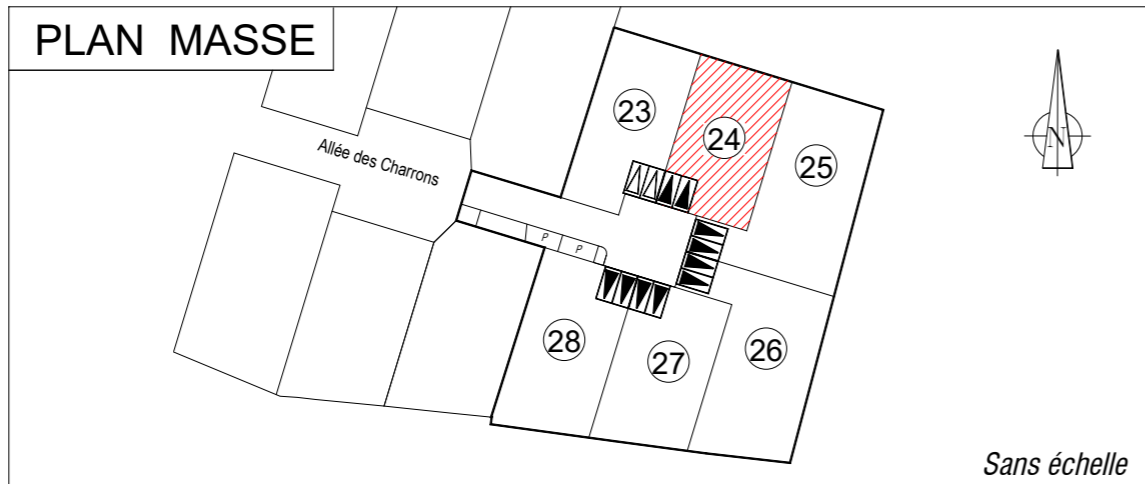 PLAN MASSE
23
24
25
Allée des Charrons
N
P P
28
27
26
Sans échelle